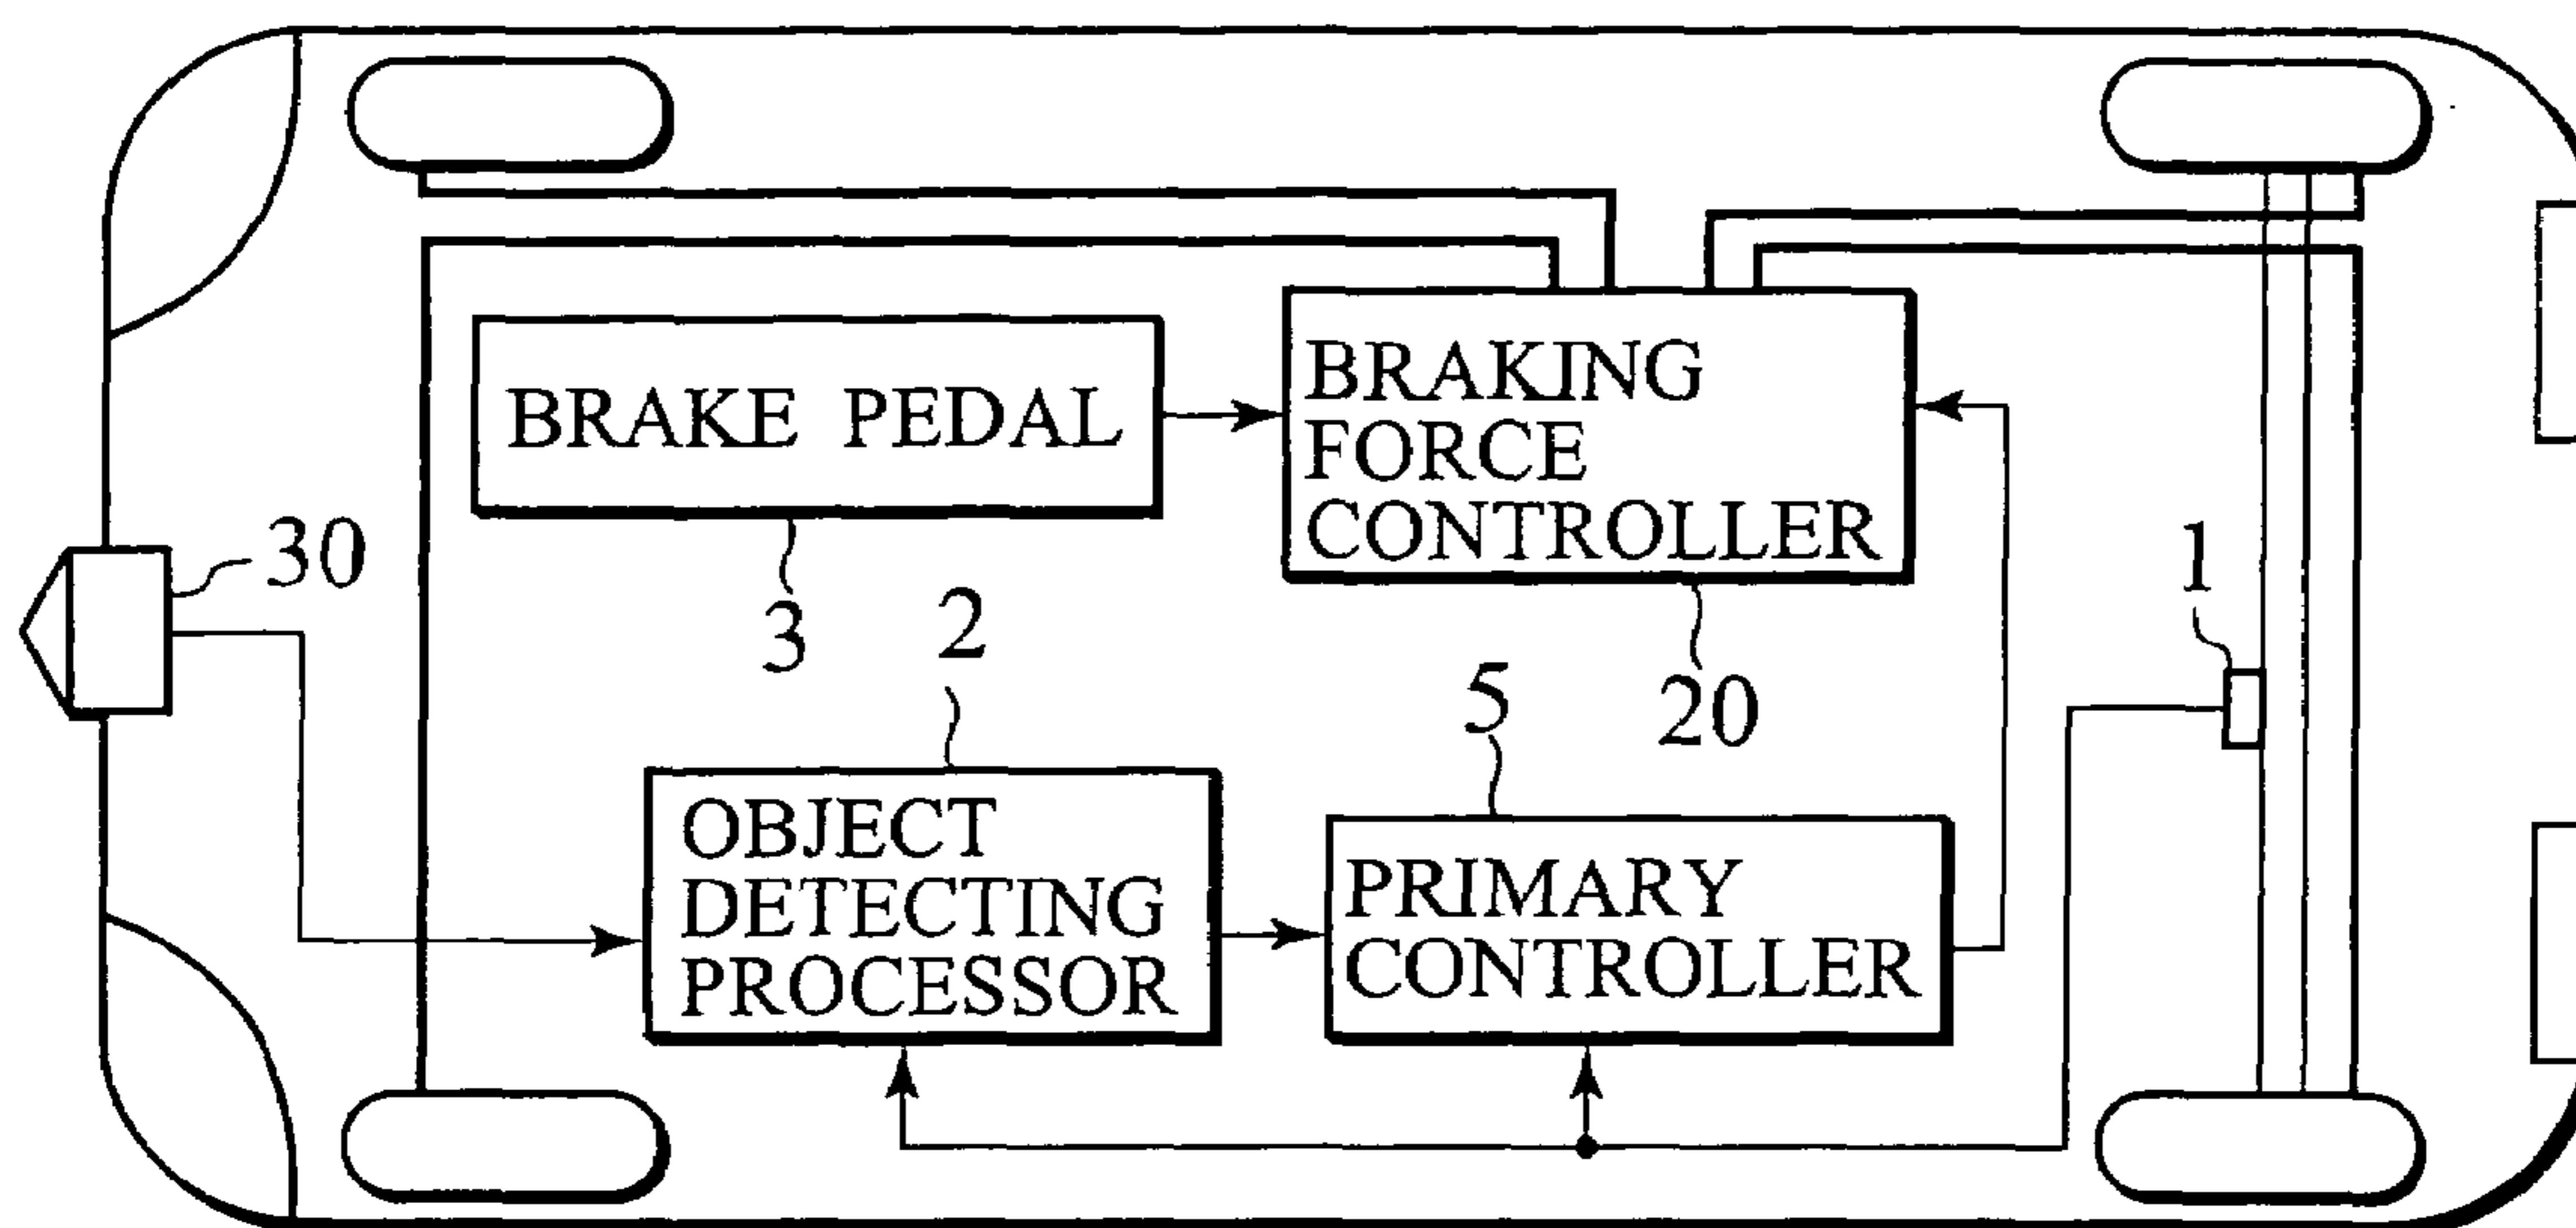 BRAKE PEDAL
3
BRAKING
FORCE
CONTROLLER
20
30
1
2
OBJECT
DETECTING
PROCESSOR
5
PRIMARY
CONTROLLER